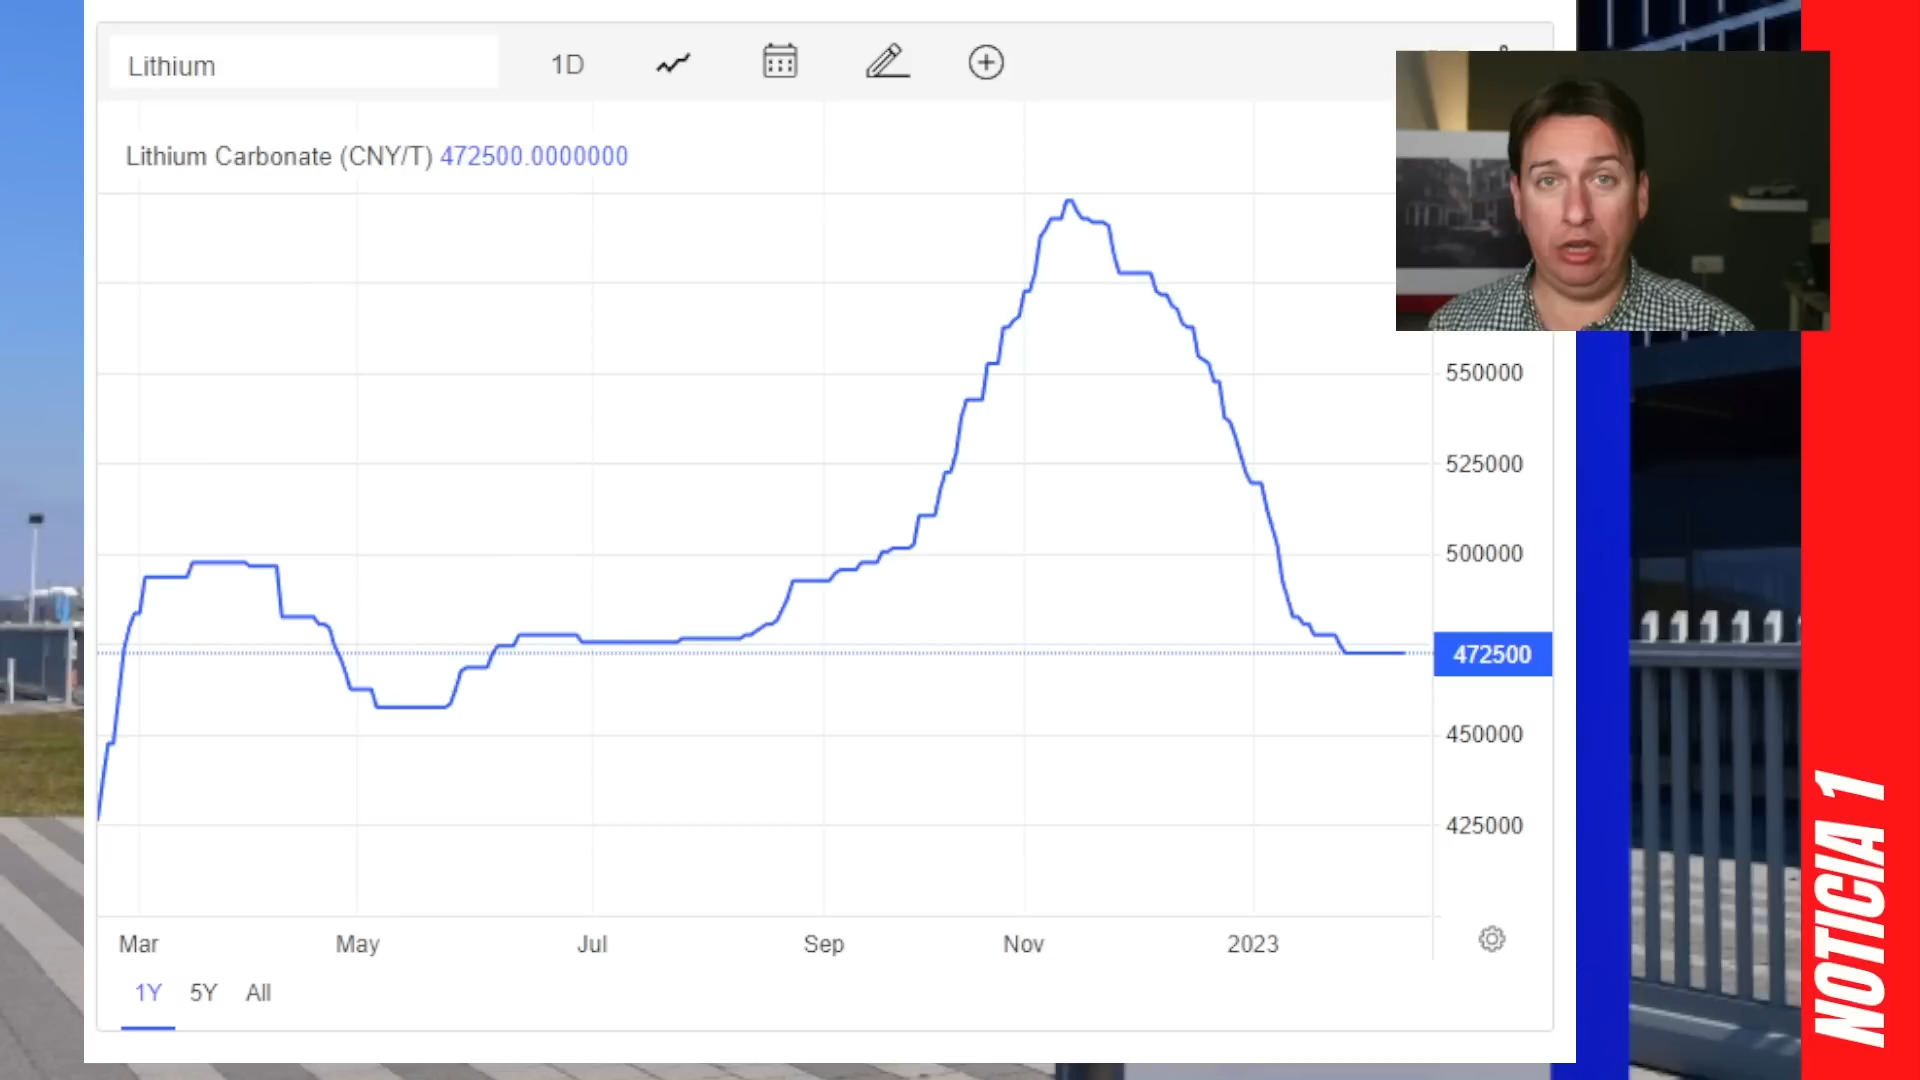 Lithium
1D
Lithium Carbonate (CNY/T) 472500.0000000
550000
525000
500000
472500
450000
425000
Mar May Jul Sep Nov 2023
1Y 5Y All
NOTICIA 1